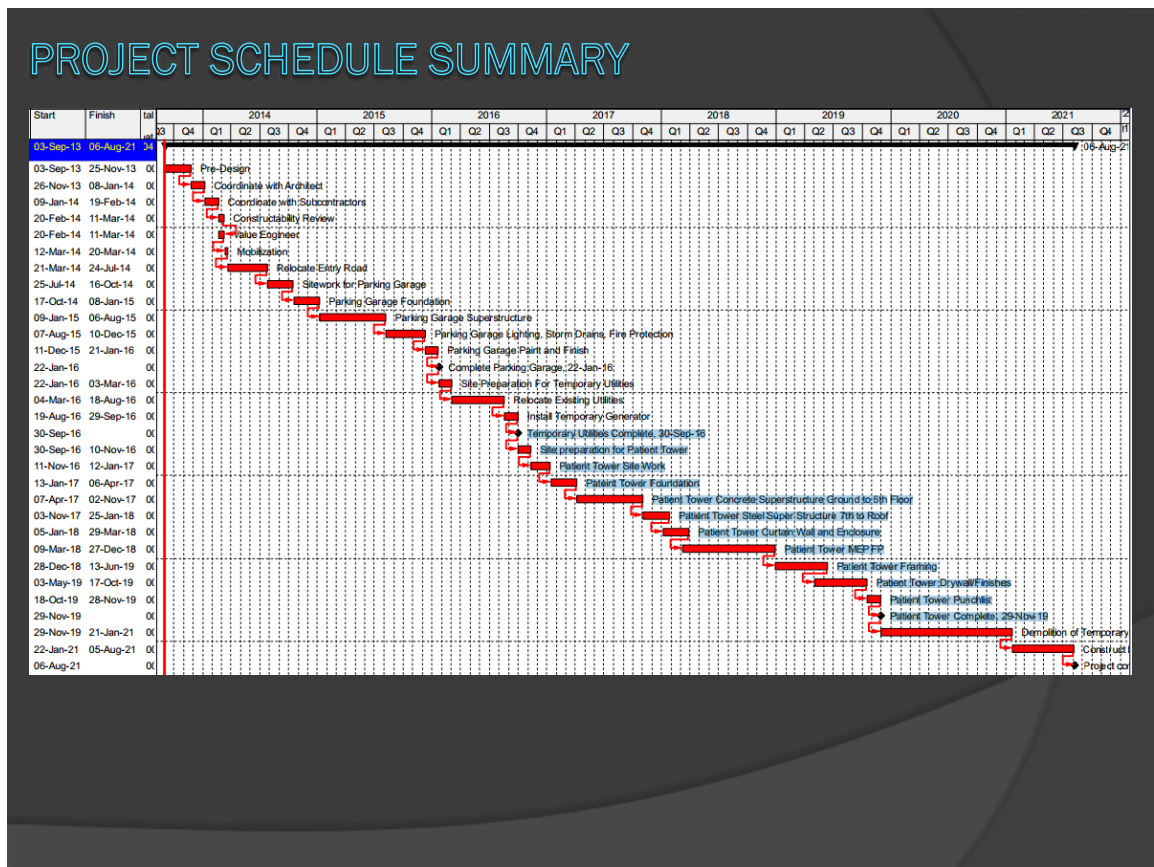 PROJECT SCHEDULE SUMMARY
Start Finish tal 2014 2015 2016 2017 2018 2019 2020 2021
Q4 Q1 Q2 Q3 Q4 Q1 Q2 Q3 Q4 Q1 Q2 Q3 Q4 Q1 Q2 Q3 Q4 Q1 Q2 Q3 Q4 Q1 Q2 Q3 Q4 Q1 Q2 Q3 Q4 Q1 Q2 Q3 Q4
03-Sep-13 06-Aug-21 04 06-Aug-21
03-Sep-13 25-Nov-13 Pre-Design
26-Nov-13 08-Jan-14 Coordinate with Architect
09-Jan-14 19-Feb-14 Coordinate with Subcontractors
20-Feb-14 11-Mar-14 Constructability Review
20-Feb-14 11-Mar-14 Value Engineer
12-Mar-14 20-Mar-14 Mobilization
21-Mar-14 24-Jul-14 Relocate Entry Road
25-Jul-14 16-Oct-14 Sitework for Parking Garage
17-Oct-14 08-Jan-15 Parking Garage Foundation
09-Jan-15 06-Aug-15 Parking Garage Superstructure
07-Aug-15 10-Dec-15 Parking Garage Lighting, Storm Drains, Fire Protection
11-Dec-15 21-Jan-16 Parking Garage Paint and Finish
22-Jan-16 Complete Parking Garage, 22-Jan-16
22-Jan-16 03-Mar-16 Site Preparation For Temporary Utilities
04-Mar-16 18-Aug-16 Relocate Exisiting Utilities
19-Aug-16 29-Sep-16 Install Temporary Generator
30-Sep-16 Temporary Utilities Complete, 30-Sep-16
30-Sep-16 10-Nov-16 Site preparation for Patient Tower
11-Nov-16 12-Jan-17 Patient Tower Site Work
13-Jan-17 06-Apr-17 Pateint Tower Foundation
07-Apr-17 02-Nov-17 Patient Tower Concrete Superstructure Ground to 6th Floor
03-Nov-17 25-Jan-18 Patient Tower Steel Super Structure 7th to Roof
05-Jan-18 29-Mar-18 Patient Tower Curtain Wall and Enclosure
09-Mar-18 27-Dec-18 Patient Tower MEP FP
28-Dec-18 13-Jun-19 Patient Tower Framing
03-May-19 17-Oct-19 Patient Tower Drywall/Finishes
18-Oct-19 28-Nov-19 Patient Tower Punchlist
29-Nov-19 Patient Tower Complete, 29-Nov-19
29-Nov-19 21-Jan-21 Demolition of Temporary
22-Jan-21 05-Aug-21 Construct
06-Aug-21 Project con